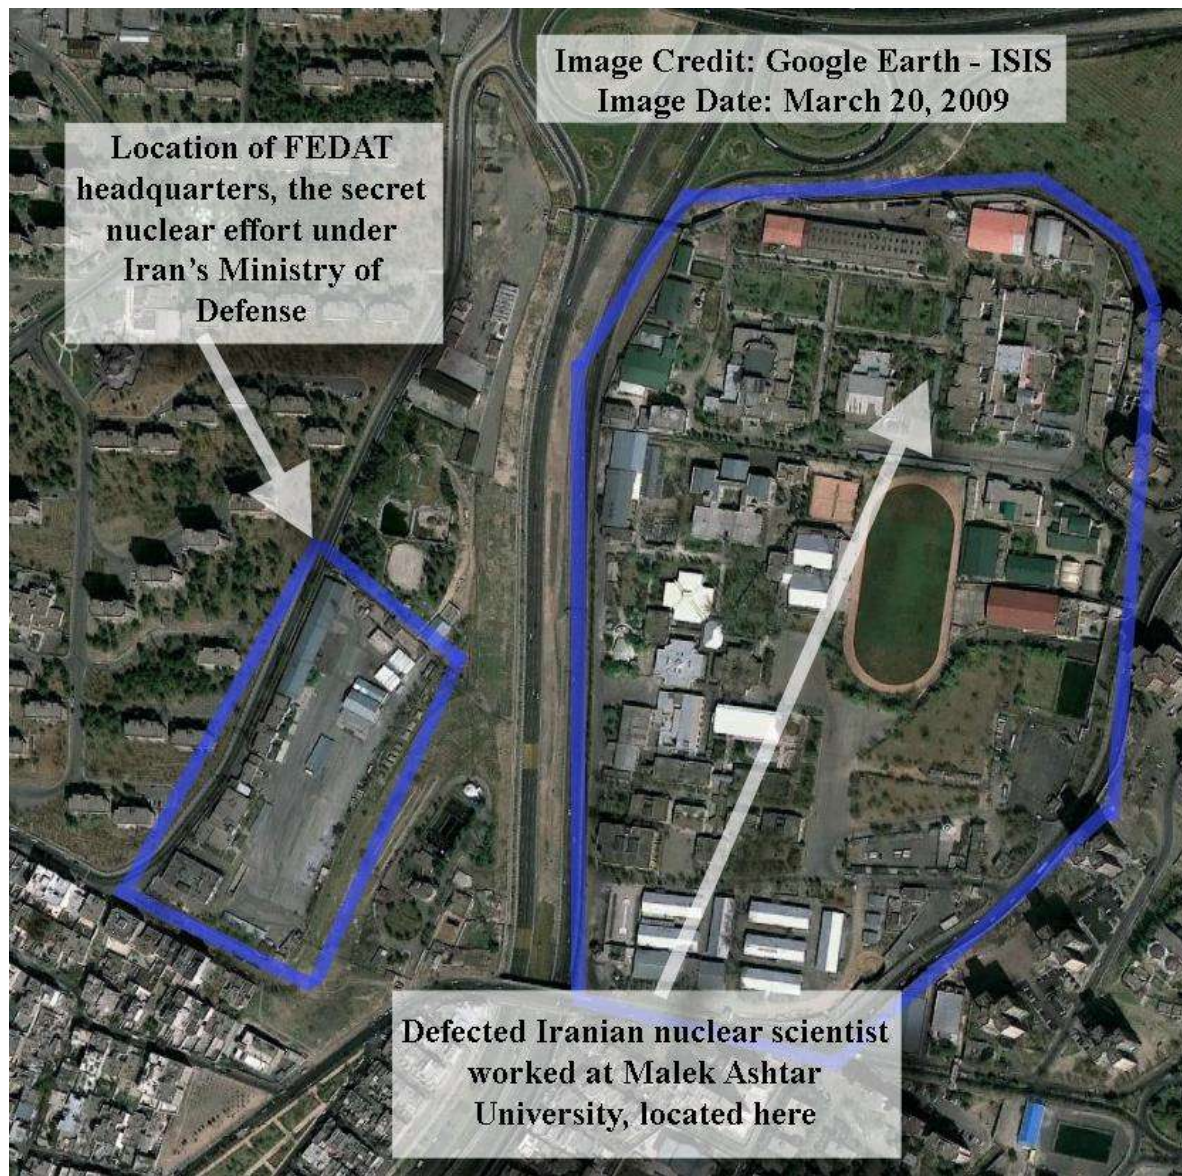 Image Credit: Google Earth - ISIS
Image Date: March 20, 2009
Location of FEDAT
headquarters, the secret
nuclear effort under
Iran's Ministry of
Defense
Defected Iranian nuclear scientist
worked at Malek Ashtar
University, located here